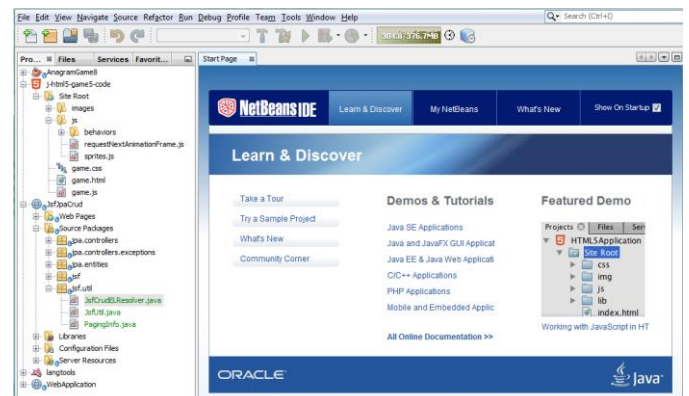 File Edit View Navigate Source Refactor Run Debug Profile Team Tools Window Help
Search (Ctrl+I)
304.8/376.7MB
Pro... Files Services Favorit...
Start Page
AnagramGame8
j-html5-game5-code
Site Root
images
js
behaviors
requestNextAnimationFrame.js
sprites.js
game.css
game.html
game.js
JsfJpaCrud
Web Pages
Source Packages
jpa.controllers
jpa.controllers.exceptions
jpa.entities
jsf
jsf.util
JsfCrudELResolver.java
JsfUtil.java
PagingInfo.java
Libraries
Configuration Files
Server Resources
langtools
WebApplication
NetBeans IDE
Learn & Discover
My NetBeans
What's New
Show On Startup
Learn & Discover
Take a Tour
Try a Sample Project
What's New
Community Corner
Demos & Tutorials
Java SE Applications
Java and JavaFX GUI Applicat
Java EE & Java Web Applicati
C/C++ Applications
PHP Applications
Mobile and Embedded Applic
All Online Documentation >>
Featured Demo
Projects Files Ser
HTML5Application
Site Root
css
img
js
lib
index.html
Working with JavaScript in HT
ORACLE
Java